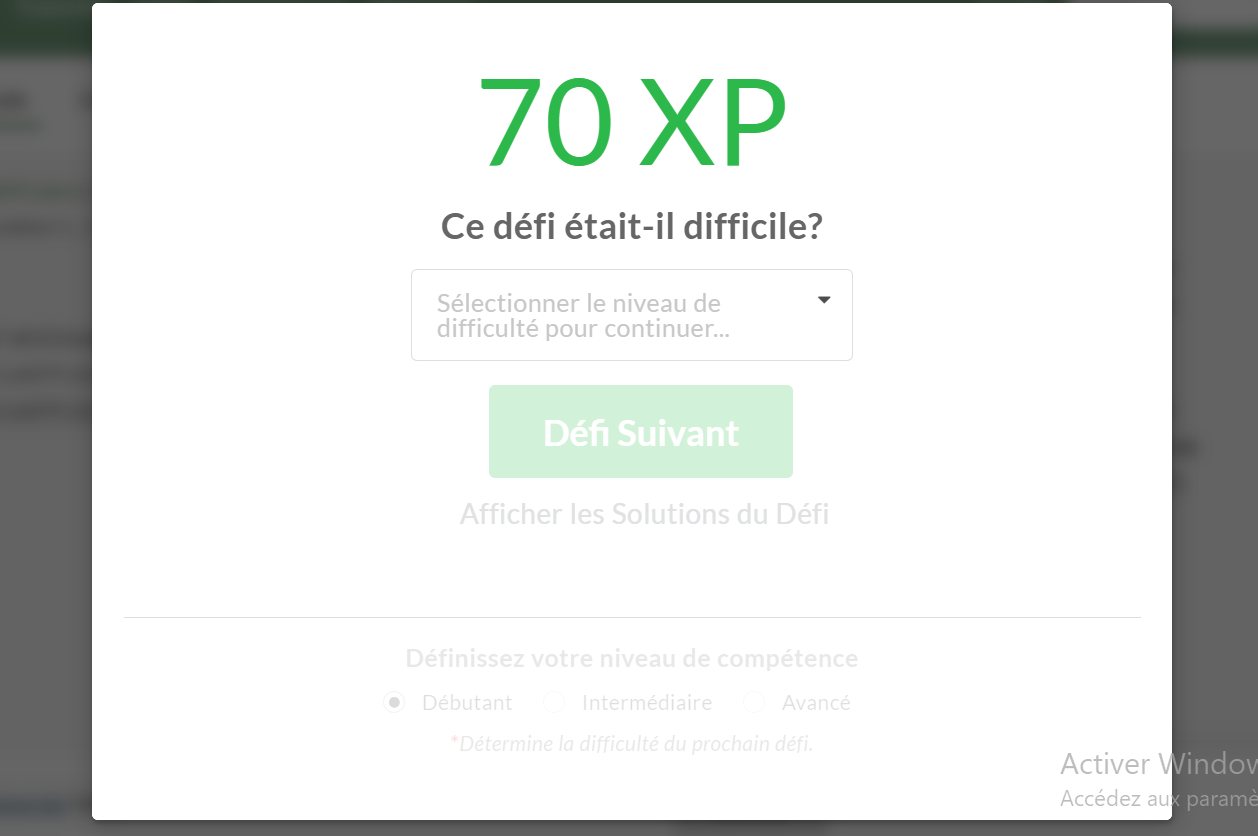 70 XP
Ce défi était-il difficile?
Sélectionner le niveau de
difficulté pour continuer...
Défi Suivant
Afficher les Solutions du Défi
Définissez votre niveau de compétence
Débutant Intermédiaire Avancé
*Détermine la difficulté du prochain défi.
Activer Window
Accédez aux paramè